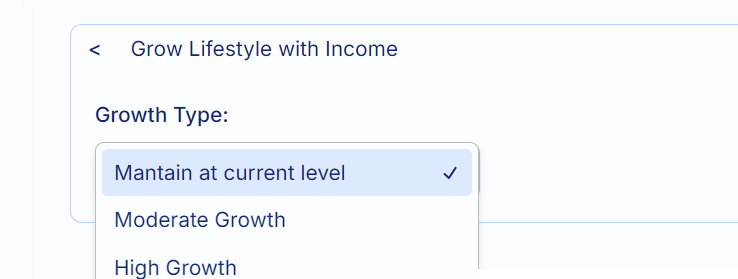 < Grow Lifestyle with Income
Growth Type:
Mantain at current level
Moderate Growth
High Growth